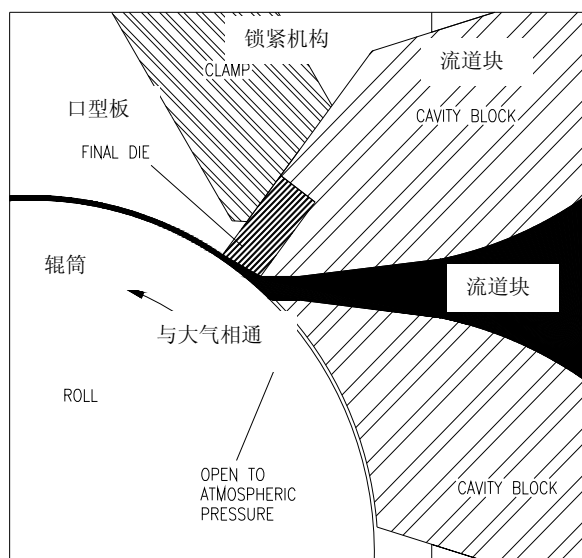 锁紧机构
CLAMP
流道块
CAVITY BLOCK
口型板
FINAL DIE
辊筒
流道块
与大气相通
ROLL
OPEN TO
ATMOSPHERIC
PRESSURE
CAVITY BLOCK